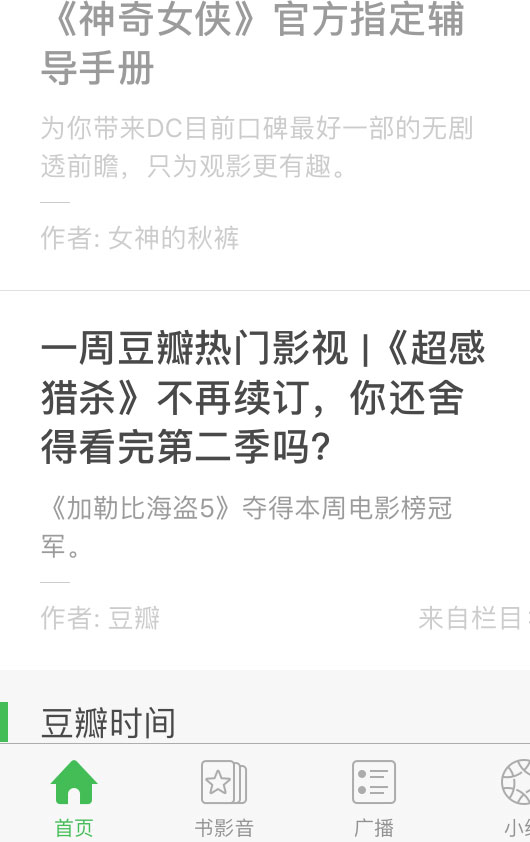 《神奇女侠》官方指定辅
导手册
为你带来DC目前口碑最好一部的无剧
透前瞻，只为观影更有趣。
作者: 女神的秋裤
一周豆瓣热门影视 |《超感
猎杀》不再续订，你还舍
得看完第二季吗?
《加勒比海盗5》夺得本周电影榜冠
军。
作者: 豆瓣 来自栏目
豆瓣时间
首页 书影音 广播 小